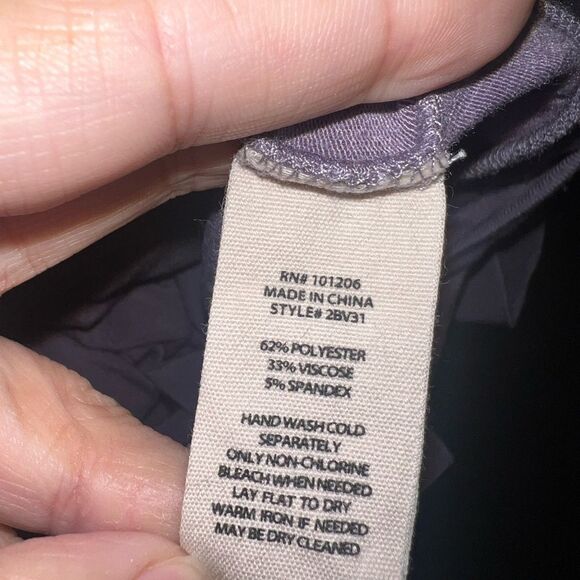 RN# 101206
MADE IN CHINA
STYLE# 2BV31
62% POLYESTER
33% VISCOSE
5% SPANDEX
HAND WASH COLD
SEPARATELY
ONLY NON-CHLORINE
BLEACH WHEN NEEDED
LAY FLAT TO DRY
WARM IRON IF NEEDED
MAY BE DRY CLEANED